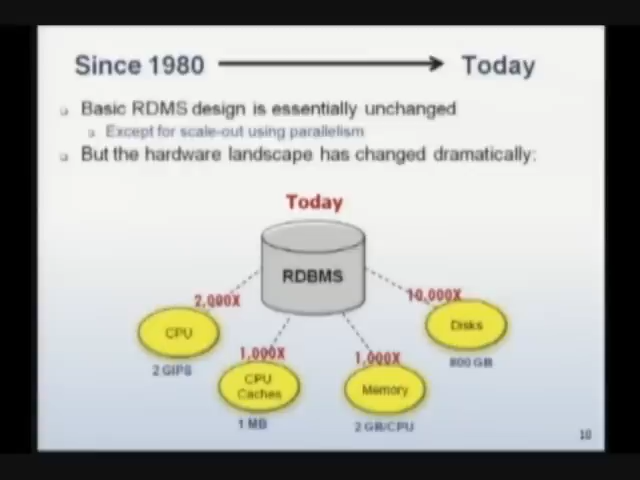 Since 1980 Today
Basic RDMS design is essentially unchanged
Except for scale-out using parallelism
But the hardware landscape has changed dramatically:
Today
RDBMS
2,000X
10,000X
CPU
Disks
2 GIPS
1,000X
1,000X
800 GB
CPU
Caches
Memory
1 MB
2 GB/CPU
18